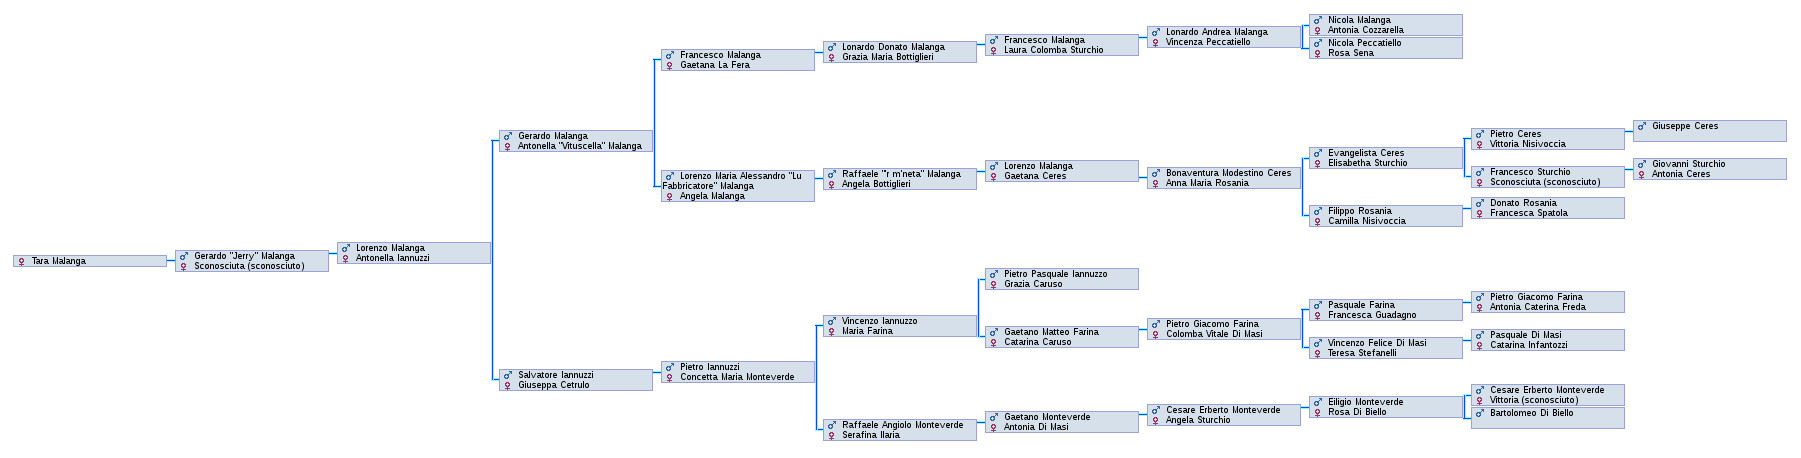 Tara Malanga
Gerardo "Jerry" Malanga
Sconosciuta (sconosciuto)
Lorenzo Malanga
Antonella Iannuzzi
Gerardo Malanga
Antonella "Vituscella" Malanga
Salvatore Iannuzzi
Giuseppa Cetrulo
Francesco Malanga
Gaetana La Fera
Lorenzo Maria Alessandro "Lu
Fabbricatore" Malanga
Angela Malanga
Pietro Iannuzzi
Concetta Maria Monteverde
Lonardo Donato Malanga
Grazia Maria Bottiglieri
Raffaele "'r m'neta" Malanga
Angela Bottiglieri
Vincenzo Iannuzzo
Maria Farina
Raffaele Angiolo Monteverde
Serafina Ilaria
Francesco Malanga
Laura Colomba Sturchio
Lorenzo Malanga
Gaetana Ceres
Pietro Pasquale Iannuzzo
Grazia Caruso
Gaetano Matteo Farina
Catarina Caruso
Gaetano Monteverde
Antonia Di Masi
Lonardo Andrea Malanga
Vincenza Peccatiello
Bonaventura Modestino Ceres
Anna Maria Rosania
Pietro Giacomo Farina
Colomba Vitale Di Masi
Cesare Erberto Monteverde
Angela Sturchio
Nicola Malanga
Antonia Cozzarella
Nicola Peccatiello
Rosa Sena
Evangelista Ceres
Elisabetha Sturchio
Filippo Rosania
Camilla Nisivoccia
Pasquale Farina
Francesca Guadagno
Vincenzo Felice Di Masi
Teresa Stefanelli
Eiligio Monteverde
Rosa Di Biello
Pietro Ceres
Vittoria Nisivoccia
Francesco Sturchio
Sconosciuta (sconosciuto)
Donato Rosania
Francesca Spatola
Pietro Giacomo Farina
Antonia Caterina Freda
Pasquale Di Masi
Catarina Infantozzi
Cesare Erberto Monteverde
Vittoria (sconosciuto)
Bartolomeo Di Biello
Giuseppe Ceres
Giovanni Sturchio
Antonia Ceres